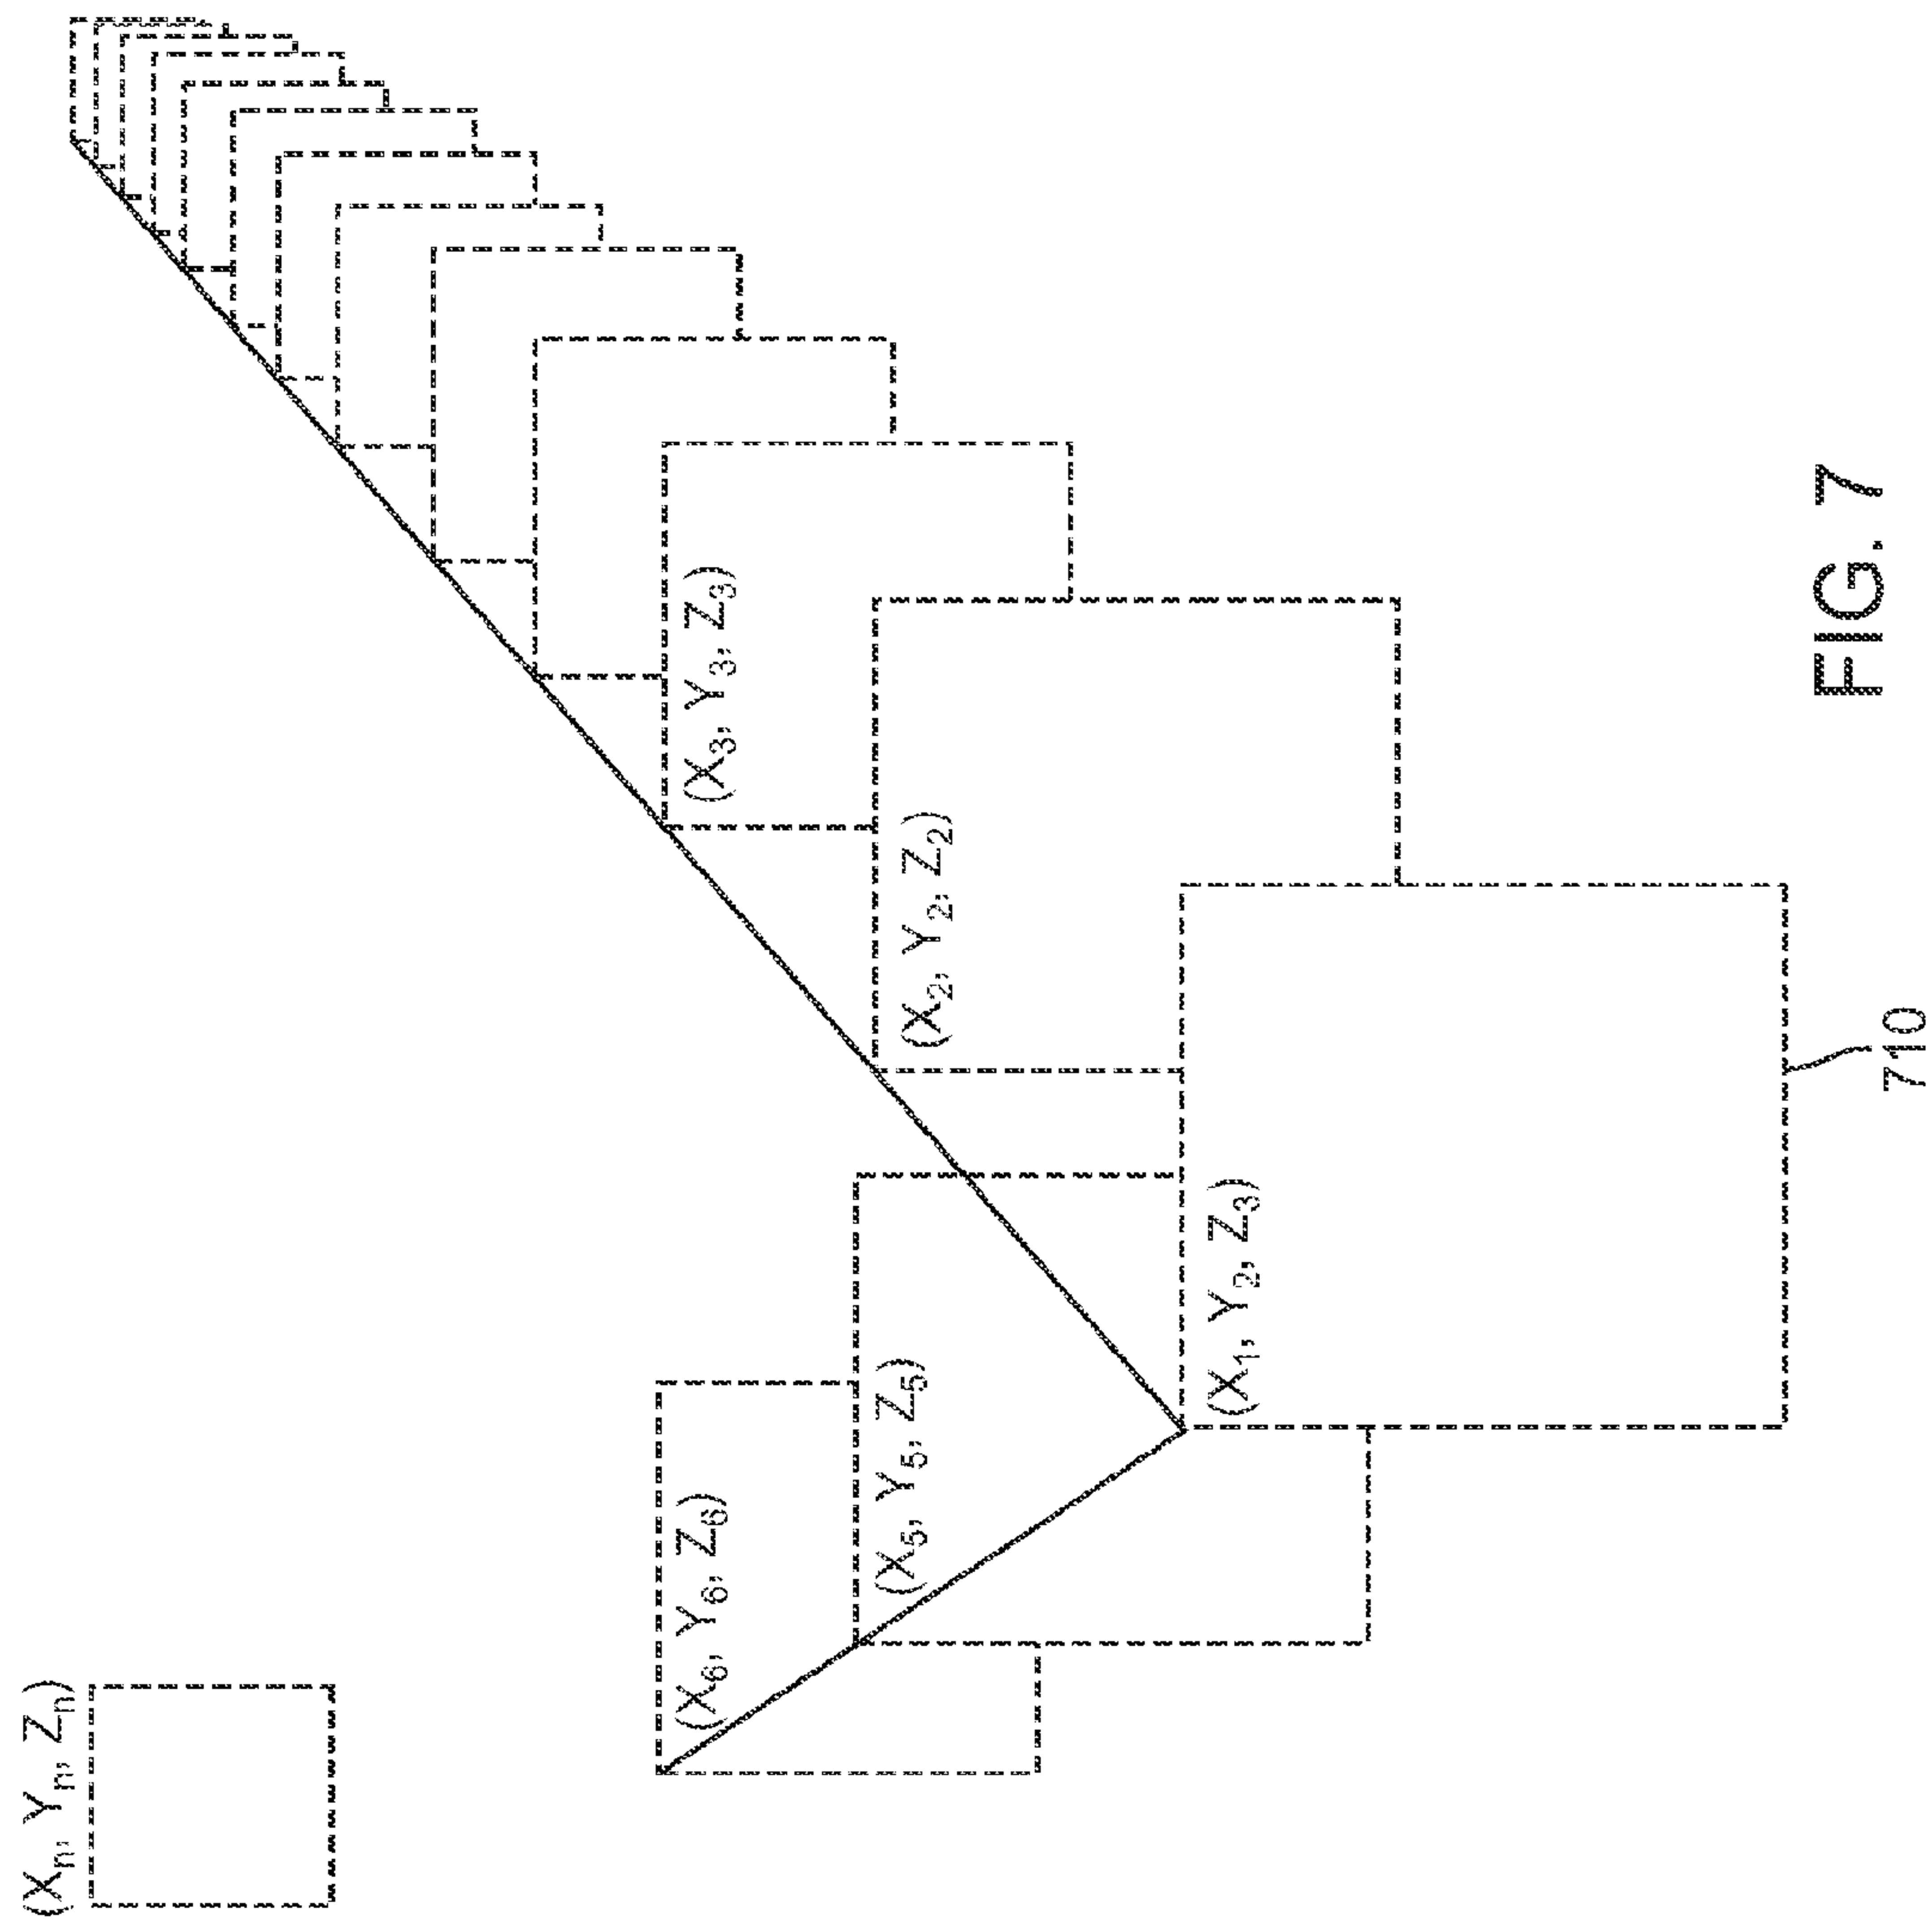 (Xn, Yn, Zn)
(X6, Y6, Z6)
(X5, Y5, Z5)
(X1, Y2, Z3)
(X2, Y2, Z2)
(X3, Y3, Z3)
710
FIG. 7